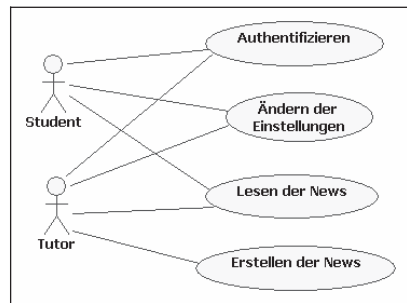 Authentifizieren
Student
Ändern der
Einstellungen
Lesen der News
Tutor
Erstellen der News